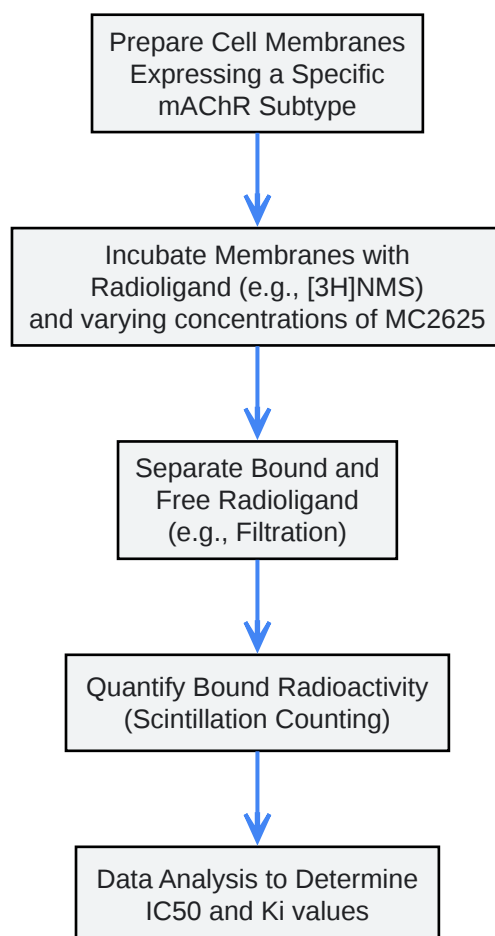 Prepare Cell Membranes
Expressing a Specific
mAChR Subtype
Incubate Membranes with
Radioligand (e.g., [3H]NMS)
and varying concentrations of MC2625
Separate Bound and
Free Radioligand
(e.g., Filtration)
Quantify Bound Radioactivity
(Scintillation Counting)
Data Analysis to Determine
IC50 and Ki values